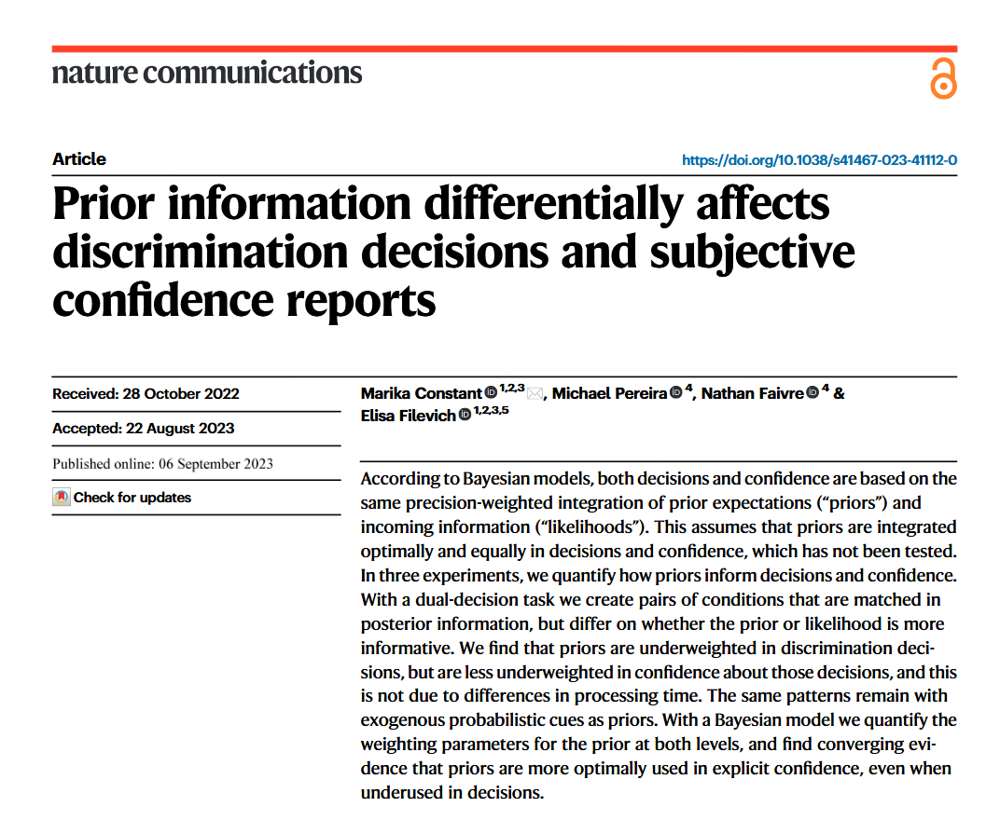 nature communications
Article
https://doi.org/10.1038/s41467-023-41112-0
Prior information differentially affects
discrimination decisions and subjective
confidence reports
Received: 28 October 2022
Accepted: 22 August 2023
Published online: 06 September 2023
Check for updates
Marika Constant 1,2,3, Michael Pereira 4, Nathan Faivre 4 &
Elisa Filevich 1,2,3,5
According to Bayesian models, both decisions and confidence are based on the
same precision-weighted integration of prior expectations (“priors”) and
incoming information (“likelihoods”). This assumes that priors are integrated
optimally and equally in decisions and confidence, which has not been tested.
In three experiments, we quantify how priors inform decisions and confidence.
With a dual-decision task we create pairs of conditions that are matched in
posterior information, but differ on whether the prior or likelihood is more
informative. We find that priors are underweighted in discrimination deci-
sions, but are less underweighted in confidence about those decisions, and this
is not due to differences in processing time. The same patterns remain with
exogenous probabilistic cues as priors. With a Bayesian model we quantify the
weighting parameters for the prior at both levels, and find converging evi-
dence that priors are more optimally used in explicit confidence, even when
underused in decisions.